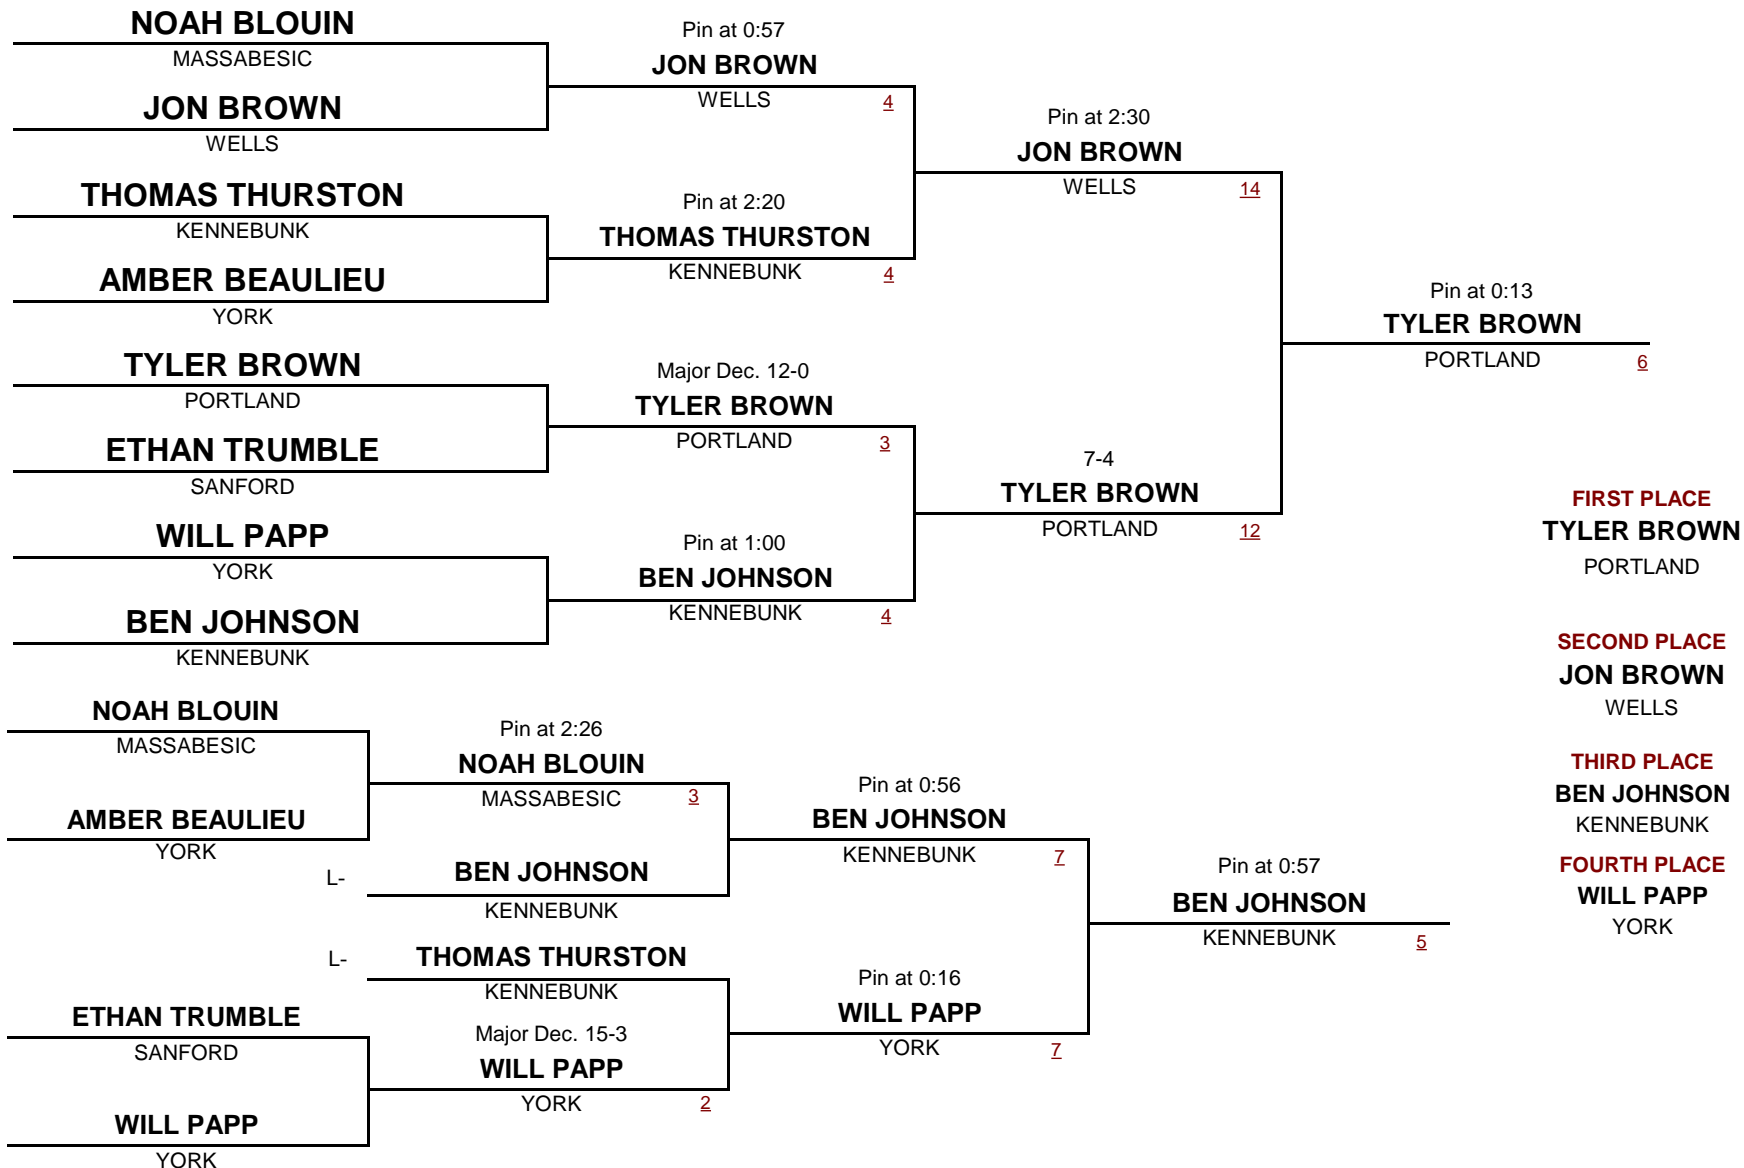 NOAH BLOUIN
MASSABESIC
JON BROWN
WELLS
THOMAS THURSTON
KENNEBUNK
AMBER BEAULIEU
YORK
TYLER BROWN
PORTLAND
ETHAN TRUMBLE
SANFORD
WILL PAPP
YORK
BEN JOHNSON
KENNEBUNK
Pin at 0:57
JON BROWN
WELLS 4
Pin at 2:20
THOMAS THURSTON
KENNEBUNK 4
Major Dec. 12-0
TYLER BROWN
PORTLAND 3
Pin at 1:00
BEN JOHNSON
KENNEBUNK 4
Pin at 2:30
JON BROWN
WELLS 14
7-4
TYLER BROWN
PORTLAND 12
Pin at 0:13
TYLER BROWN
PORTLAND 6
FIRST PLACE
TYLER BROWN
PORTLAND
SECOND PLACE
JON BROWN
WELLS
THIRD PLACE
BEN JOHNSON
KENNEBUNK
FOURTH PLACE
WILL PAPP
YORK
NOAH BLOUIN
MASSABESIC
AMBER BEAULIEU
YORK
ETHAN TRUMBLE
SANFORD
WILL PAPP
YORK
Pin at 2:26
NOAH BLOUIN
MASSABESIC 3
L- BEN JOHNSON
KENNEBUNK
L- THOMAS THURSTON
KENNEBUNK
Major Dec. 15-3
WILL PAPP
YORK 2
Pin at 0:56
BEN JOHNSON
KENNEBUNK 7
Pin at 0:16
WILL PAPP
YORK 7
Pin at 0:57
BEN JOHNSON
KENNEBUNK 5